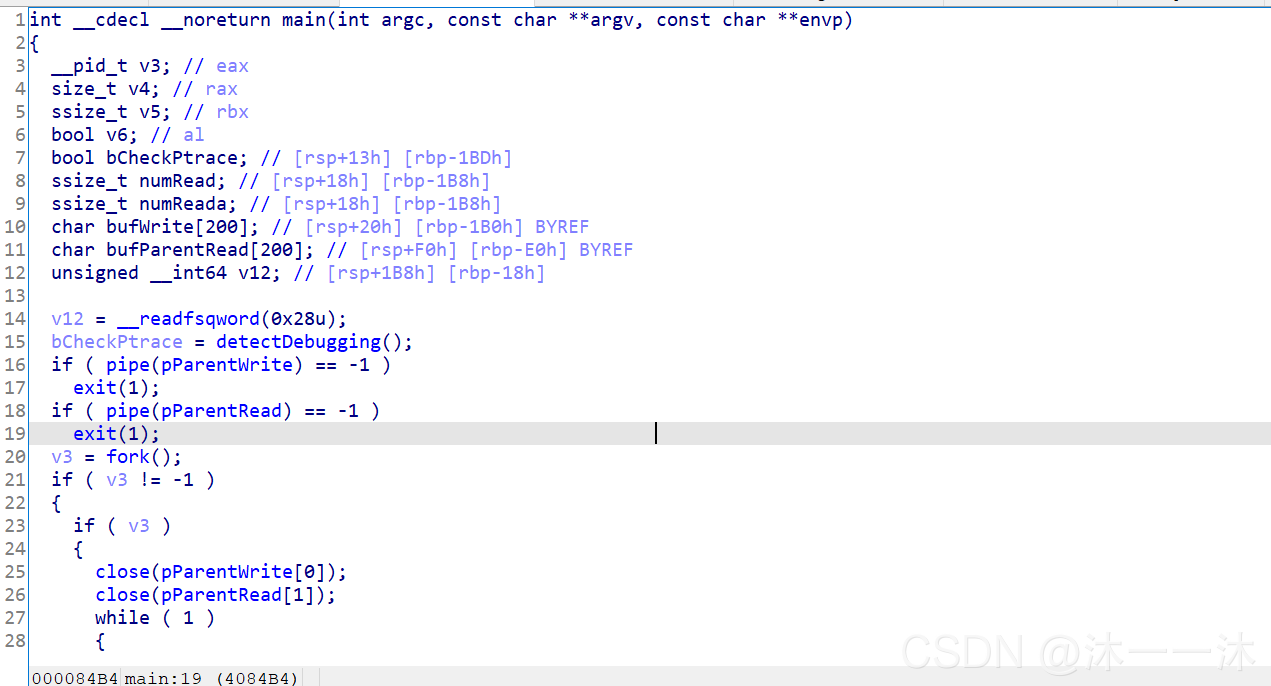 1 int __cdecl __noreturn main(int argc, const char **argv, const char **envp)
2 {
3   __pid_t v3; // eax
4   size_t v4; // rax
5   ssize_t v5; // rbx
6   bool v6; // al
7   bool bCheckPtrace; // [rsp+13h] [rbp-1BDh]
8   ssize_t numRead; // [rsp+18h] [rbp-1B8h]
9   ssize_t numReada; // [rsp+18h] [rbp-1B8h]
10   char bufWrite[200]; // [rsp+20h] [rbp-1B0h] BYREF
11   char bufParentRead[200]; // [rsp+F0h] [rbp-E0h] BYREF
12   unsigned __int64 v12; // [rsp+1B8h] [rbp-18h]
13
14   v12 = __readfsqword(0x28u);
15   bCheckPtrace = detectDebugging();
16   if ( pipe(pParentWrite) == -1 )
17     exit(1);
18   if ( pipe(pParentRead) == -1 )
19     exit(1);
20   v3 = fork();
21   if ( v3 != -1 )
22   {
23     if ( v3 )
24     {
25       close(pParentWrite[0]);
26       close(pParentRead[1]);
27       while ( 1 )
28       {
CSDN @沐一一沐
000084B4 main:19 (4084B4)